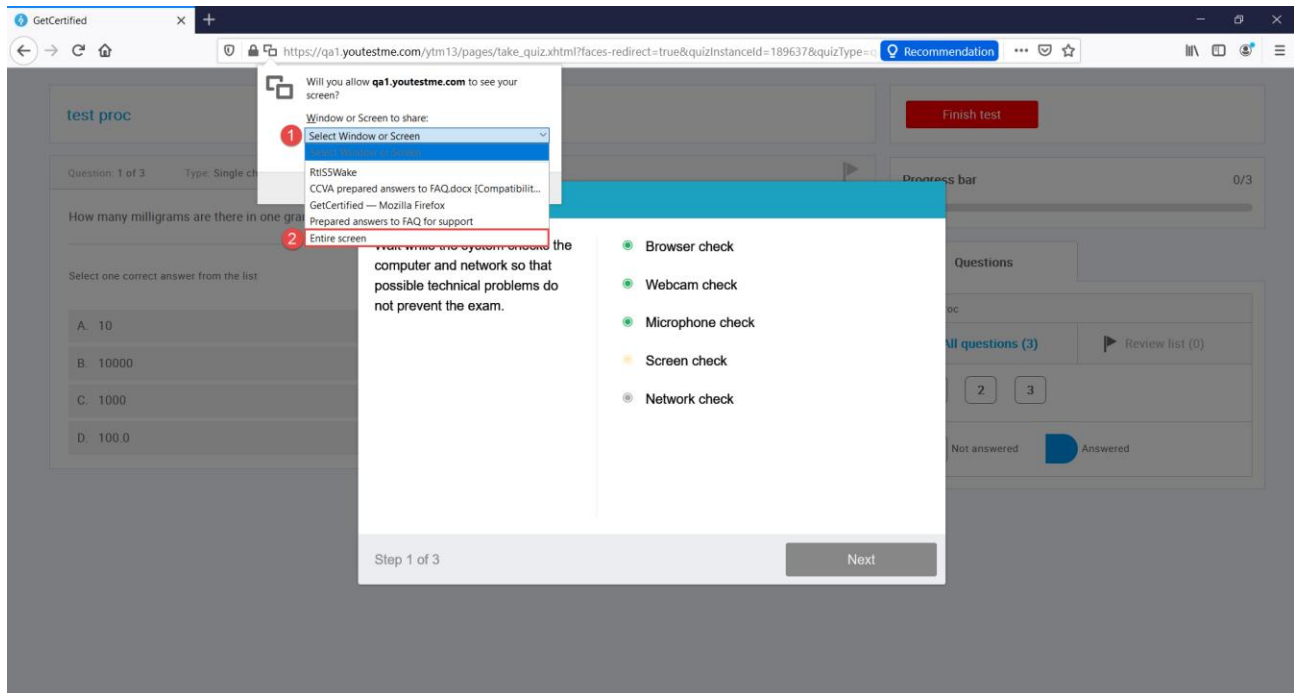 GetCertified
https://qa1.youtestme.com/ytm13/pages/take_quiz.xhtml?faces-redirect=true&quizInstanceId=189637&quizType=
Recommendation
Will you allow qa1.youtestme.com to see your
screen?
Window or Screen to share:
1
Select Window or Screen
Select Window or Screen
RtIS5Wake
CCVA prepared answers to FAQ.docx [Compatibilit...
GetCertified — Mozilla Firefox
Prepared answers to FAQ for support
2
Entire screen
test proc
Finish test
Question: 1 of 3
Type: Single
Progress bar
0/3
How many milligrams are there in one
Select one correct answer from the list
A. 10
B. 10000
C. 1000
D. 100.0
Wait while the system checks the
computer and network so that
possible technical problems do
not prevent the exam.
Browser check
Webcam check
Microphone check
Screen check
Network check
Step 1 of 3
Next
Questions
All questions (3)
Review list (0)
2
3
Not answered
Answered